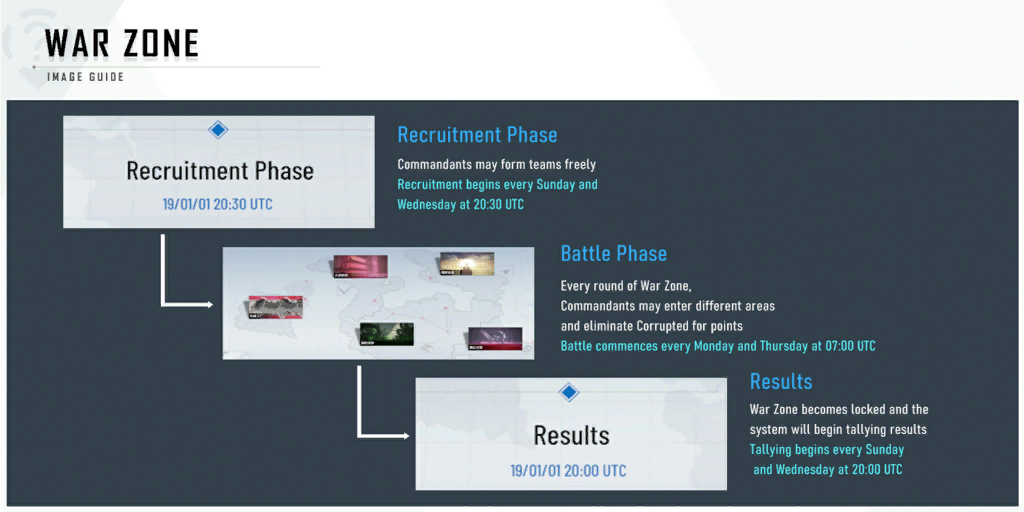 WAR ZONE
IMAGE GUIDE
Recruitment Phase
19/01/01 20:30 UTC
Recruitment Phase
Commandants may form teams freely
Recruitment begins every Sunday and
Wednesday at 20:30 UTC
Battle Phase
Every round of War Zone,
Commandants may enter different areas
and eliminate Corrupted for points
Battle commences every Monday and Thursday at 07:00 UTC
Results
19/01/01 20:00 UTC
Results
War Zone becomes locked and the
system will begin tallying results
Tallying begins every Sunday
and Wednesday at 20:00 UTC